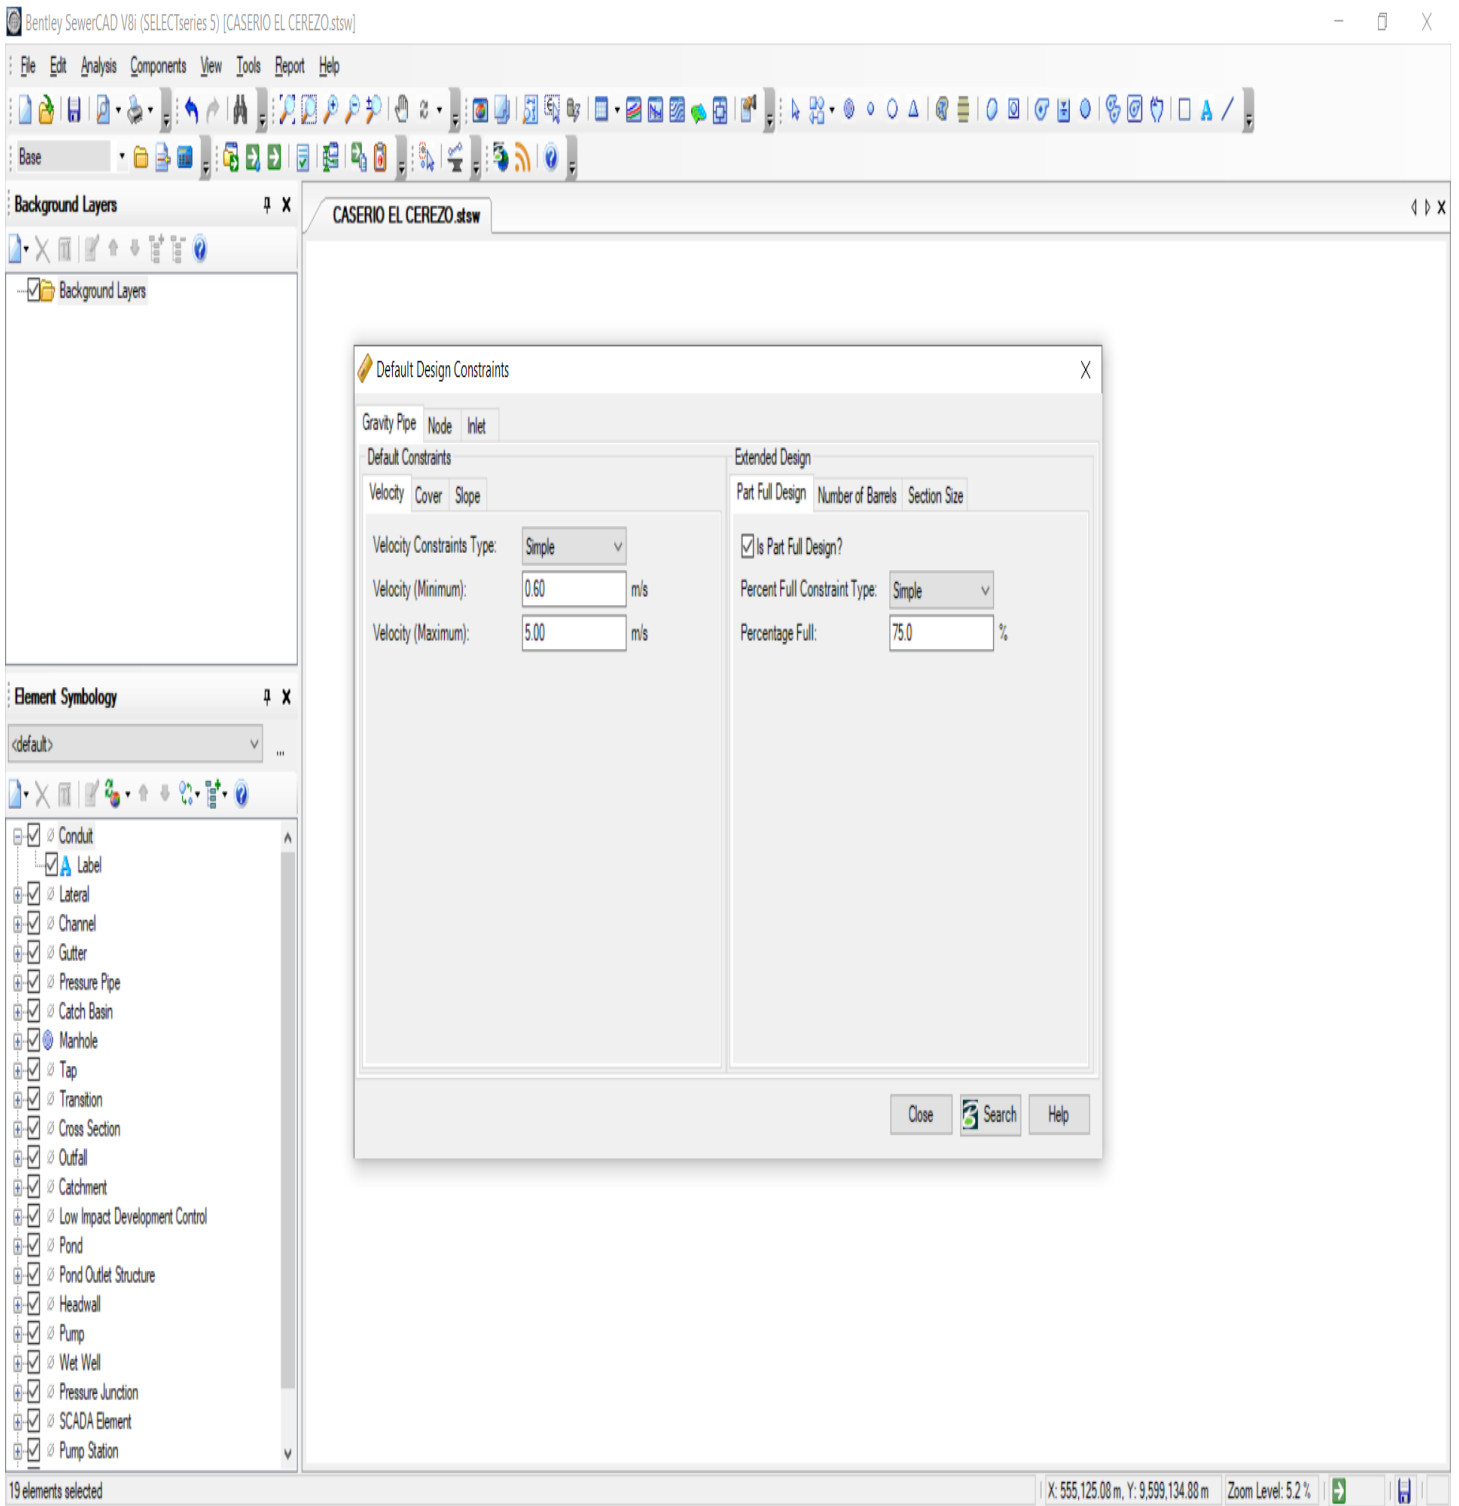 Bentley SewerCAD V8i (SELECTseries 5) [CASERIO EL CEREZO.stsw]
File Edit Analysis Components View Tools Report Help
Base
Background Layers
CASERIO EL CEREZO.stsw
Background Layers
Default Design Constraints
Gravity Pipe Node Inlet
Default Constraints
Extended Design
Velocity Cover Slope
Part Full Design Number of Barrels Section Size
Velocity Constraints Type: Simple
Is Part Full Design?
Velocity (Minimum): 0.60 m/s
Percent Full Constraint Type: Simple
Velocity (Maximum): 5.00 m/s
Percentage Full: 75.0 %
Close Search Help
Element Symbology
<default>
...
Conduit
Label
Lateral
Channel
Gutter
Pressure Pipe
Catch Basin
Manhole
Tap
Transition
Cross Section
Outfall
Catchment
Low Impact Development Control
Pond
Pond Outlet Structure
Headwall
Pump
Wet Well
Pressure Junction
SCADA Element
Pump Station
19 elements selected
X: 555,125.08 m, Y: 9,599,134.88 m
Zoom Level: 5.2 %